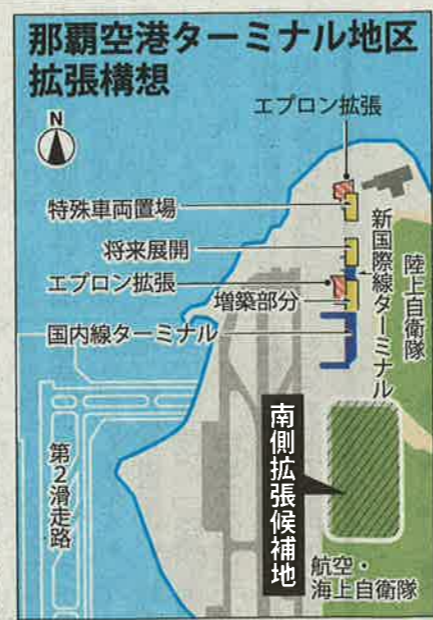 那覇空港ターミナル地区
拡張構想
N
エプロン拡張
特殊車両置場
将来展開
エプロン拡張
増築部分
国内線ターミナル
新国際線ターミナル
陸上自衛隊
第2滑走路
南側拡張候補地
航空・
海上自衛隊